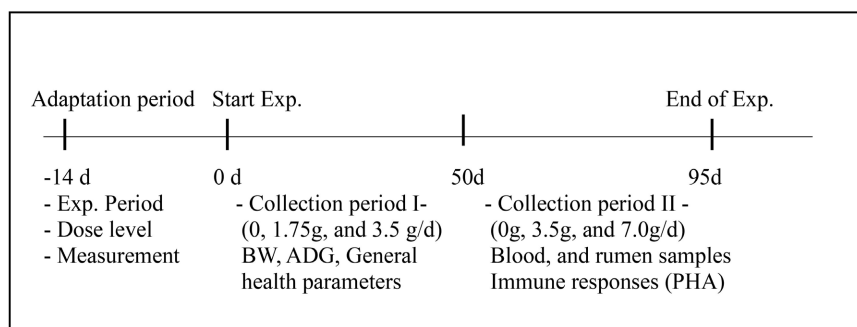 Adaptation period Start Exp. End of Exp.
-14 d 0 d 50d 95d
- Exp. Period
- Dose level
- Measurement
- Collection period I-
(0, 1.75g, and 3.5 g/d)
BW, ADG, General
health parameters
- Collection period II -
(0g, 3.5g, and 7.0g/d)
Blood, and rumen samples
Immune responses (PHA)